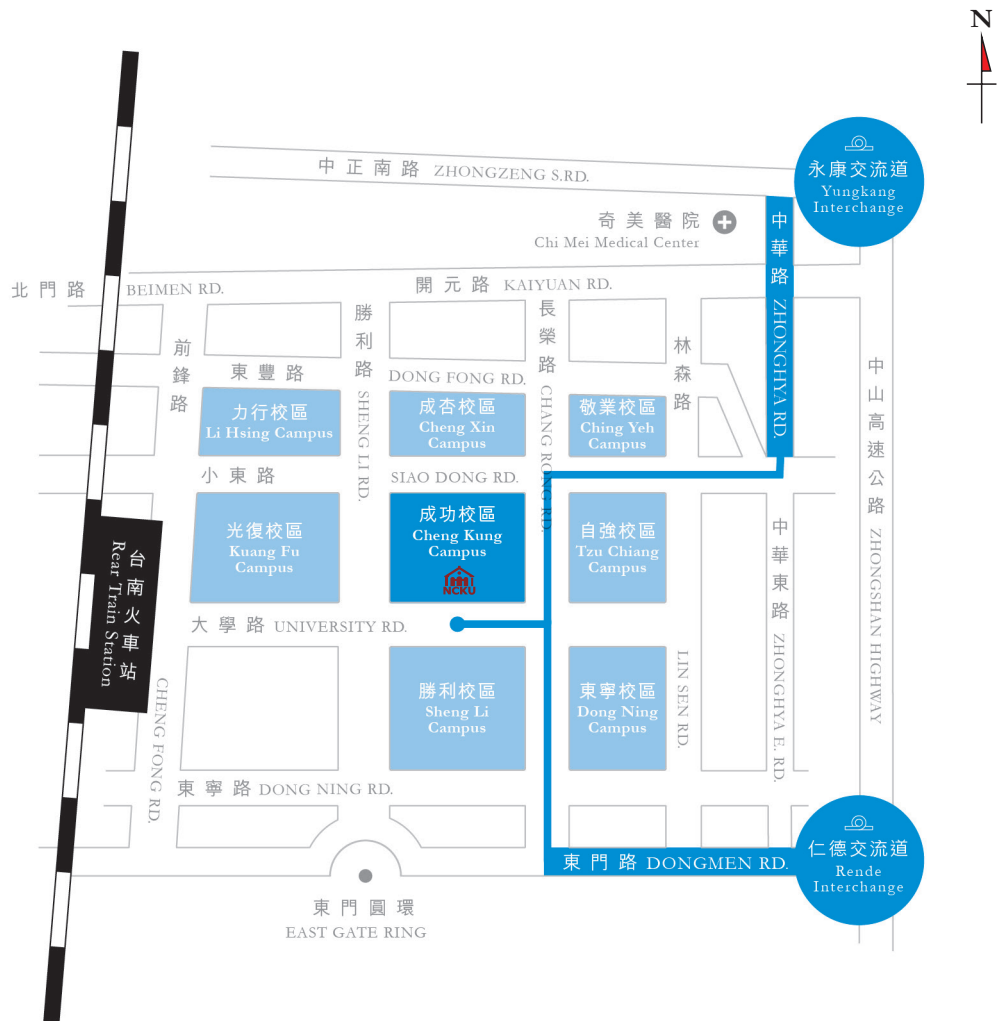 N
中正南路 ZHONGZENG S.RD.
永康交流道
Yungkang
Interchange
奇美醫院
Chi Mei Medical Center
中華路 ZHONGHYA RD.
北門路 BEIMEN RD.
開元路 KAIYUAN RD.
前鋒路
勝利路 SHENG LI RD.
長榮路 CHANG RONG RD.
林森路
中山高速公路 ZHONGSHAN HIGHWAY
東豐路
DONG FONG RD.
力行校區
Li Hsing Campus
成杏校區
Cheng Xin
Campus
敬業校區
Ching Yeh
Campus
小東路
SIAO DONG RD.
光復校區
Kuang Fu
Campus
成功校區
Cheng Kung
Campus
NCKU
自強校區
Tzu Chiang
Campus
中華東路 ZHONGHYA E. RD.
台南火車站
Rear Train Station
大學路 UNIVERSITY RD.
CHENG FONG RD.
勝利校區
Sheng Li
Campus
東寧校區
Dong Ning
Campus
LIN SEN RD.
東寧路 DONG NING RD.
東門路 DONGMEN RD.
仁德交流道
Rende
Interchange
東門圓環
EAST GATE RING